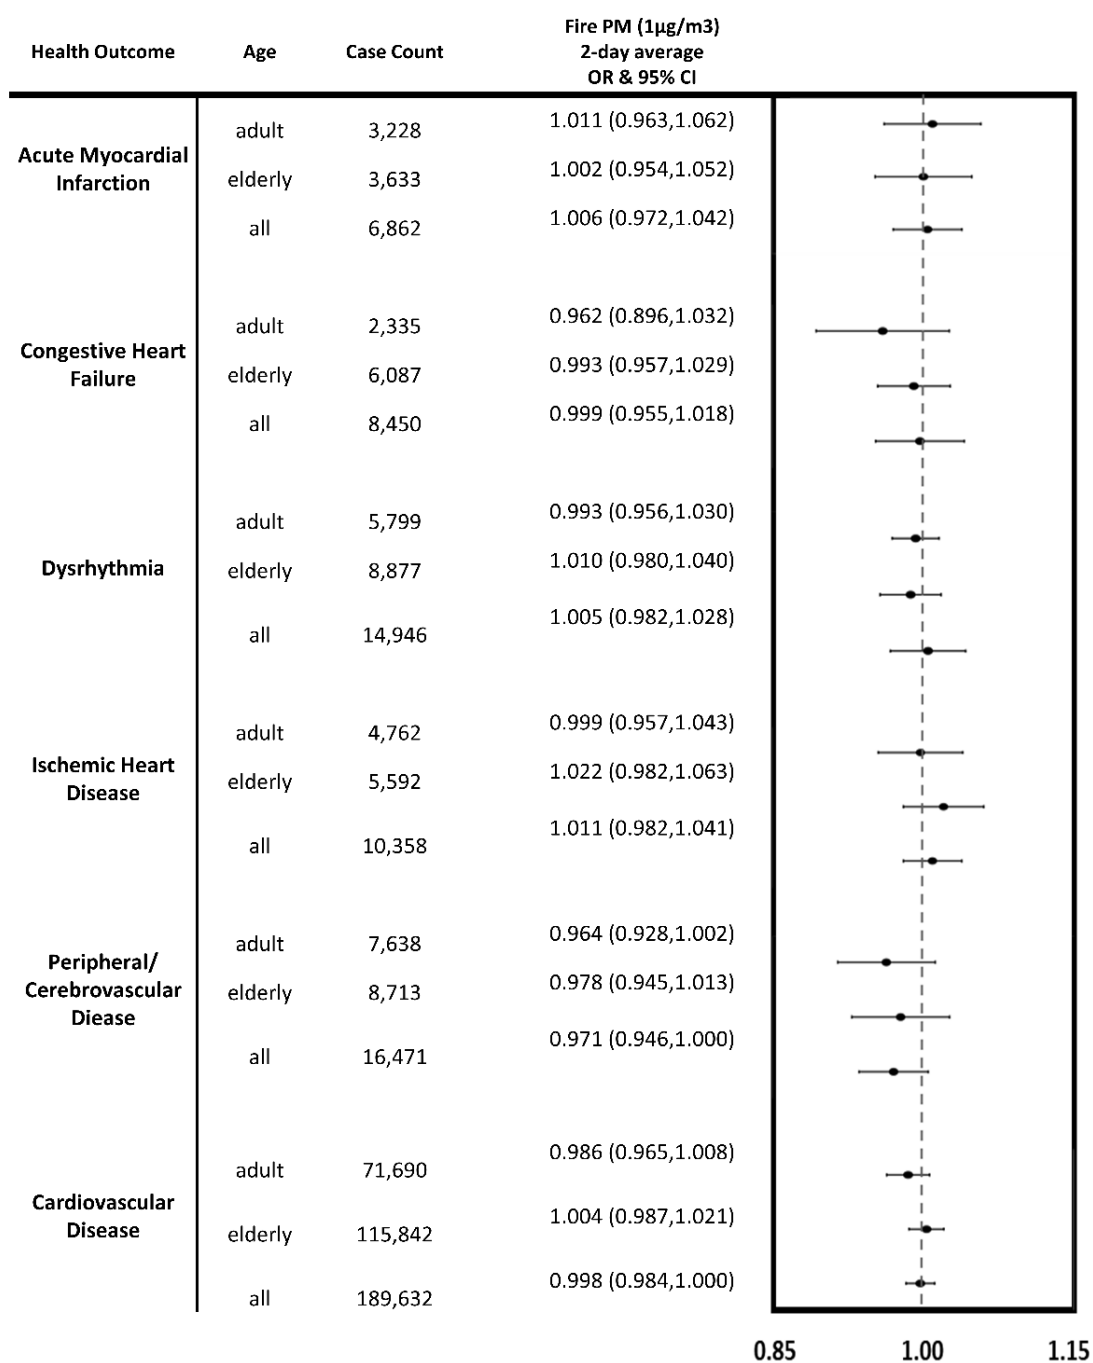 Health Outcome Age Case Count Fire PM (1µg/m3)
2-day average
OR & 95% CI
Acute Myocardial
Infarction
adult 3,228 1.011 (0.963,1.062)
elderly 3,633 1.002 (0.954,1.052)
all 6,862 1.006 (0.972,1.042)
Congestive Heart
Failure
adult 2,335 0.962 (0.896,1.032)
elderly 6,087 0.993 (0.957,1.029)
all 8,450 0.999 (0.955,1.018)
Dysrhythmia
adult 5,799 0.993 (0.956,1.030)
elderly 8,877 1.010 (0.980,1.040)
all 14,946 1.005 (0.982,1.028)
Ischemic Heart
Disease
adult 4,762 0.999 (0.957,1.043)
elderly 5,592 1.022 (0.982,1.063)
all 10,358 1.011 (0.982,1.041)
Peripheral/
Cerebrovascular
Diease
adult 7,638 0.964 (0.928,1.002)
elderly 8,713 0.978 (0.945,1.013)
all 16,471 0.971 (0.946,1.000)
Cardiovascular
Disease
adult 71,690 0.986 (0.965,1.008)
elderly 115,842 1.004 (0.987,1.021)
all 189,632 0.998 (0.984,1.000)
0.85 1.00 1.15